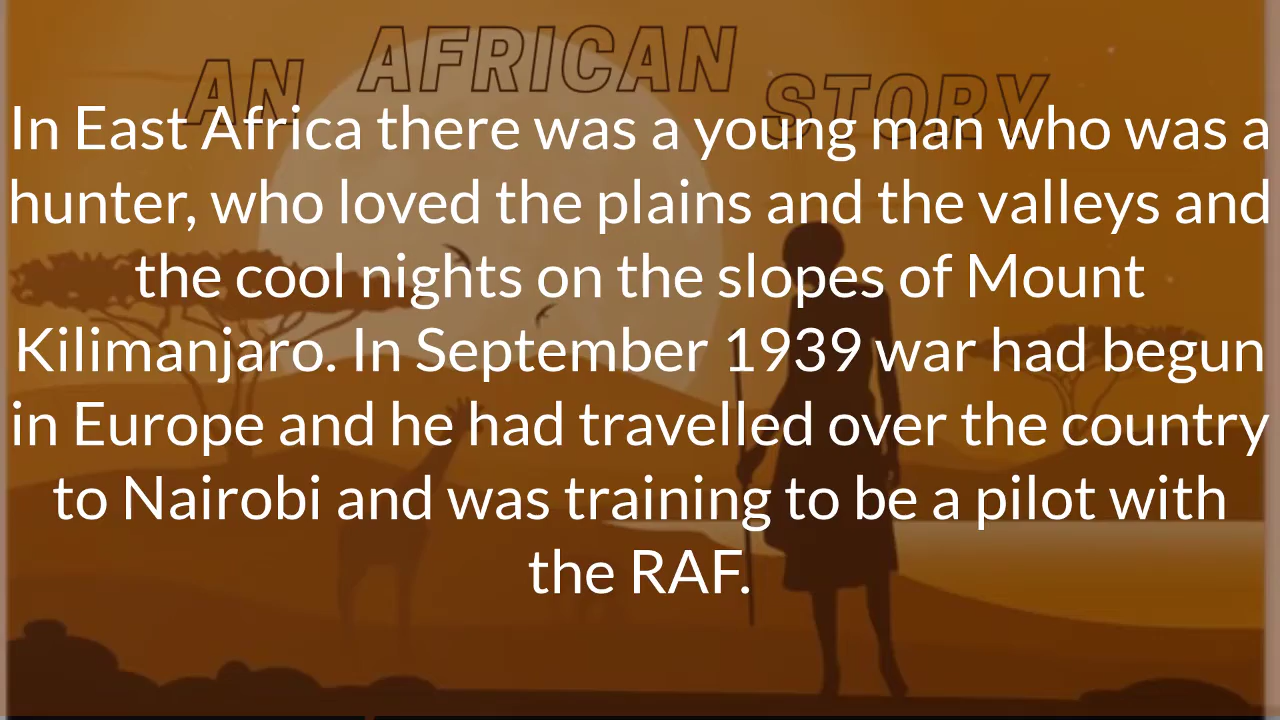 AN AFRICAN STORY
In East Africa there was a young man who was a
hunter, who loved the plains and the valleys and
the cool nights on the slopes of Mount
Kilimanjaro. In September 1939 war had begun
in Europe and he had travelled over the country
to Nairobi and was training to be a pilot with
the RAF.